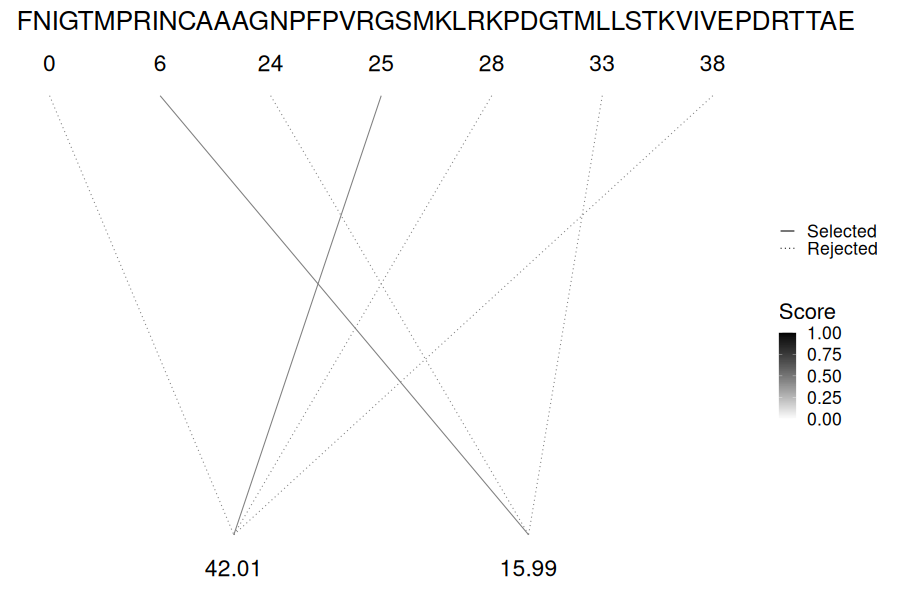 FNIGTMPRINCAAAGNPFPVRGSMKLRKPDGTMLLSTKVIVEPDRTTAE
0 6 24 25 28 33 38
Selected
Rejected
Score
1.00
0.75
0.50
0.25
0.00
42.01 15.99